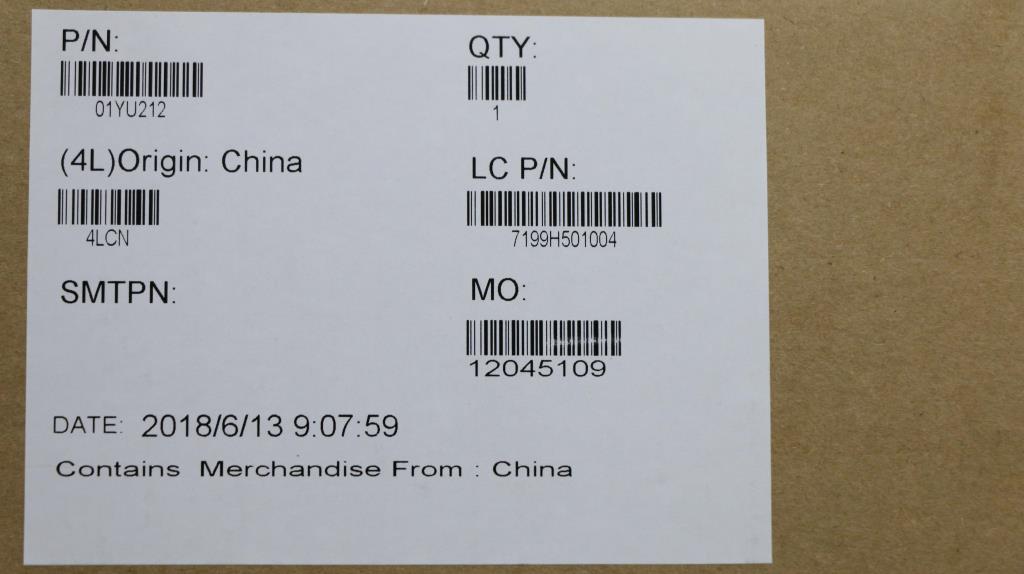 P/N:
01YU212
QTY:
1
(4L)Origin: China
4LCN
LC P/N:
7199H501004
SMTPN:
MO:
12045109
DATE: 2018/6/13 9:07:59
Contains Merchandise From : China